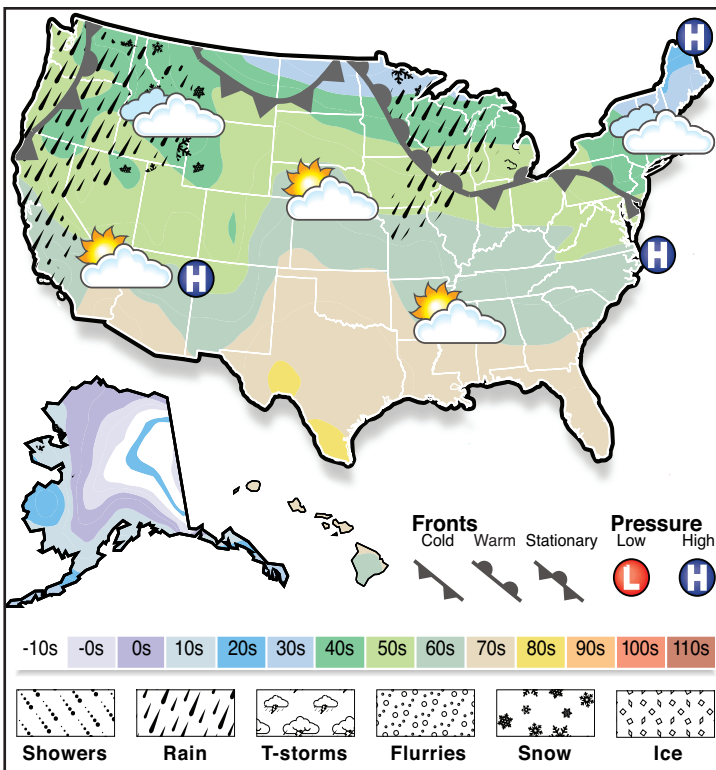 H
H
H
Fronts
Cold Warm Stationary
Pressure
Low High
L H
-10s -0s 0s 10s 20s 30s 40s 50s 60s 70s 80s 90s 100s 110s
Showers Rain T-storms Flurries Snow Ice